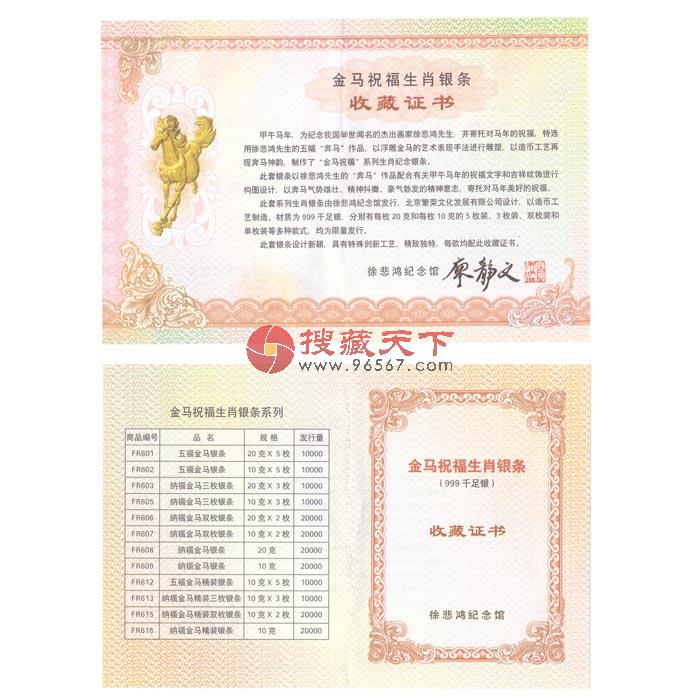 金马祝福生肖银条
收藏证书
甲午马年，为纪念我国举世闻名的杰出画家徐悲鸿先生，并寄托对马年的祝福，特选
用徐悲鸿先生的五幅“奔马”作品，以浮雕金马的艺术表现手法进行雕塑，以造币工艺再
现奔马神韵，制作了“金马祝福”系列生肖纪念银条。
此套银条以徐悲鸿先生的“奔马”作品配合有关甲午马年的祝福文字和吉祥纹饰进行
构图设计，以奔马气势雄壮、精神抖擞、豪气勃发的精神意志，寄托对马年美好的祝福。
此套系列生肖银条由徐悲鸿纪念馆发行，北京繁荣文化发展有限公司设计，以造币工
艺制造。材质为999千足银，分别有每枚20克和每枚10克的5枚装、3枚装、双枚装和
单枚装等多种款式，均为限量发行。
此套银条设计新颖，具有特殊创新工艺，精致独特，每款均配此收藏证书。
徐悲鸿纪念馆 廖静文
搜藏天下
www.96567.com
金马祝福生肖银条系列
商品编号 品名 规格 发行量
FR601 五福金马银条 20克X5枚 10000
FR602 五福金马银条 10克X5枚 10000
FR603 纳福金马三枚银条 20克X3枚 10000
FR605 纳福金马三枚银条 10克X3枚 10000
FR606 纳福金马双枚银条 20克X2枚 20000
FR607 纳福金马双枚银条 10克X2枚 20000
FR608 纳福金马银条 20克 20000
FR609 纳福金马银条 10克 20000
FR612 五福金马精装银条 10克X5枚 10000
FR613 纳福金马精装三枚银条 10克X3枚 10000
FR615 纳福金马精装双枚银条 10克X2枚 20000
FR616 纳福金马精装银条 10克 20000
金马祝福生肖银条
（999千足银）
收藏证书
徐悲鸿纪念馆